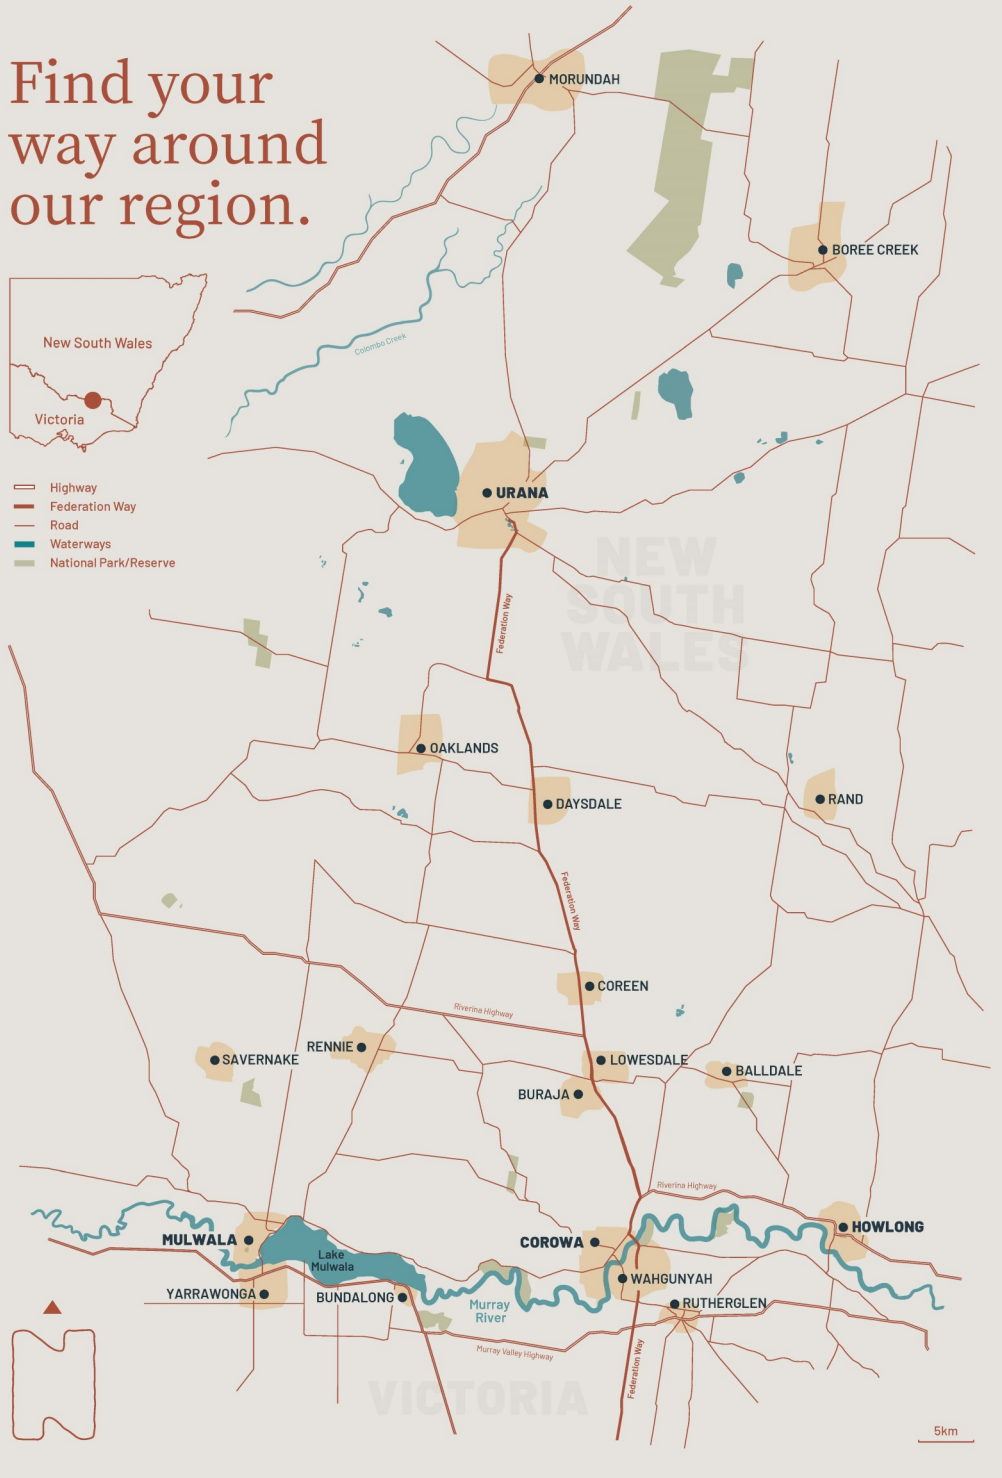 Find your
way around
our region.
MORUNDAH
BOREE CREEK
New South Wales
Victoria
Colombo Creek
Highway
Federation Way
Road
Waterways
National Park/Reserve
URANA
NEW
SOUTH
WALES
Federation Way
OAKLANDS
DAYSDALE
RAND
Federation Way
COREEN
Riverina Highway
RENNIE
SAVERNAKE
LOWESDALE
BALLDALE
BURAJA
Riverina Highway
HOWLONG
MULWALA
COROWA
Lake
Mulwala
WAHGUNYAH
YARRAWONGA
BUNDALONG
RUTHERGLEN
Murray
River
Murray Valley Highway
Federation Way
VICTORIA
5km